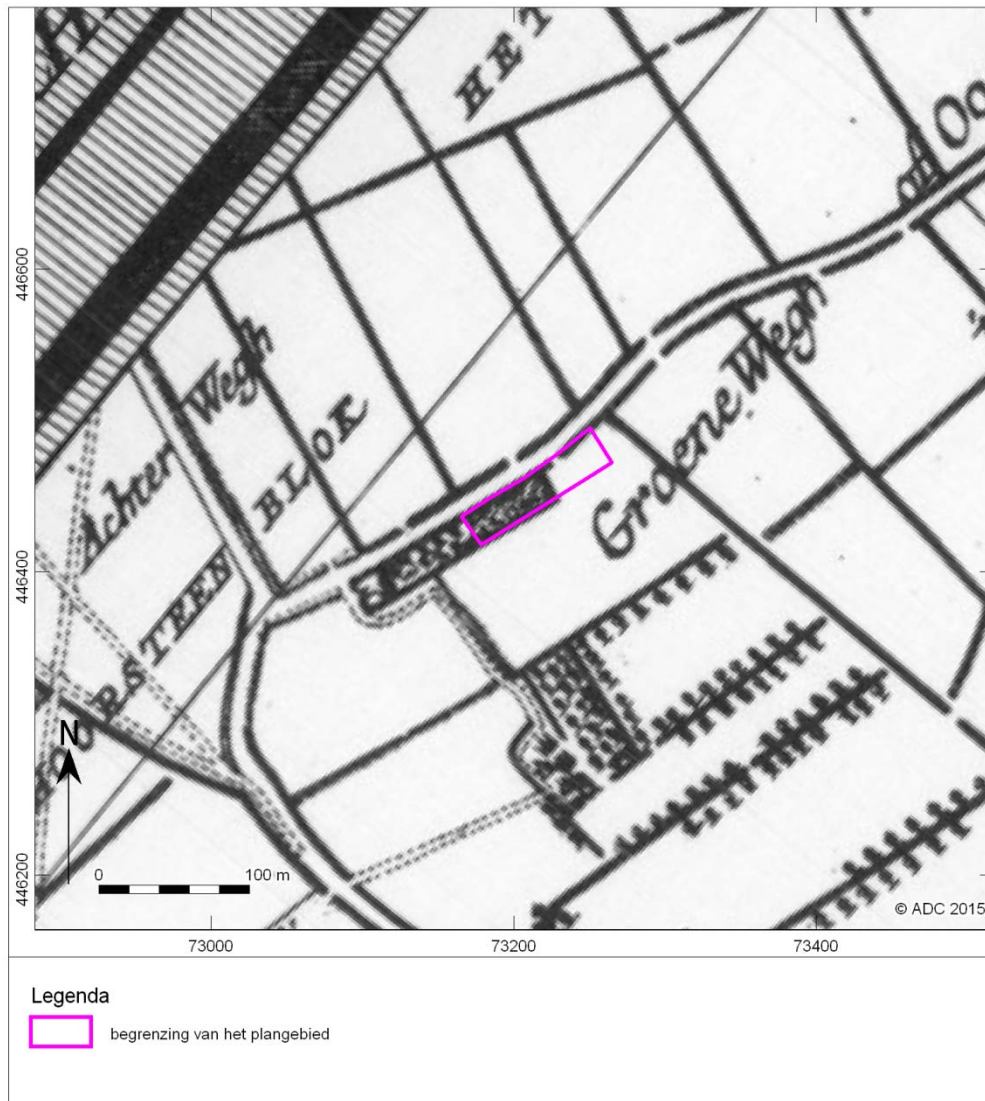 HET
446600
Oo
Groene Wegh
Achter Wegh
BLOK
446400
STEEN
N
0 100 m
446200
© ADC 2015
73000 73200 73400
Legenda
begrenzing van het plangebied